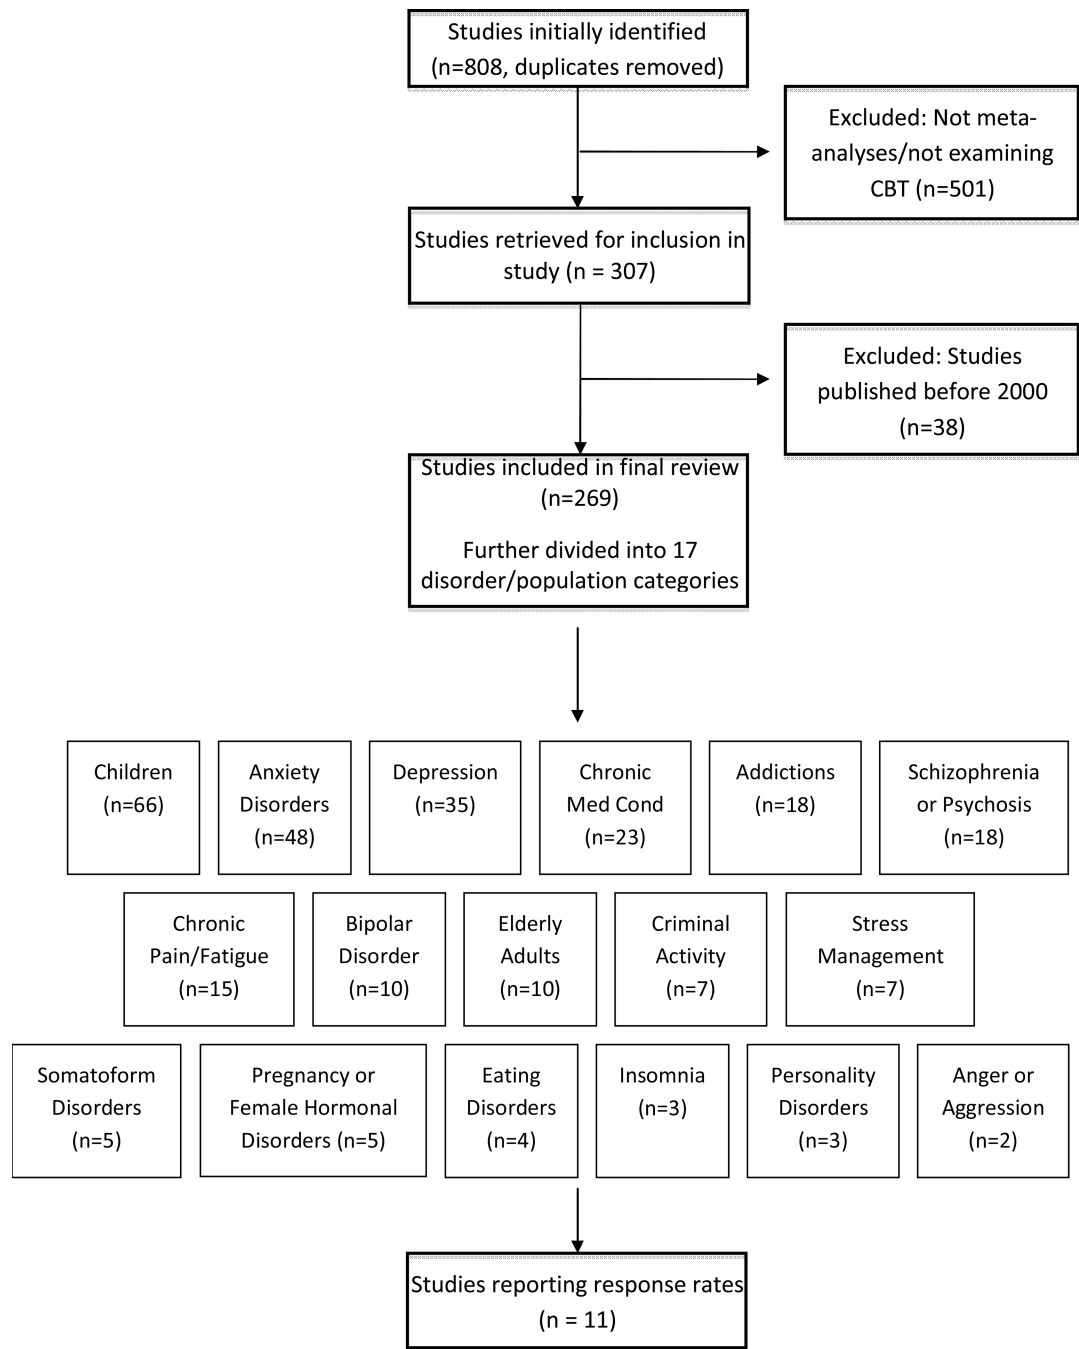 Studies initially identified
(n=808, duplicates removed)
Excluded: Not meta-
analyses/not examining
CBT (n=501)
Studies retrieved for inclusion in
study (n = 307)
Excluded: Studies
published before 2000
(n=38)
Studies included in final review
(n=269)
Further divided into 17
disorder/population categories
Children
(n=66)
Anxiety
Disorders
(n=48)
Depression
(n=35)
Chronic
Med Cond
(n=23)
Addictions
(n=18)
Schizophrenia
or Psychosis
(n=18)
Chronic
Pain/Fatigue
(n=15)
Bipolar
Disorder
(n=10)
Elderly
Adults
(n=10)
Criminal
Activity
(n=7)
Stress
Management
(n=7)
Somatoform
Disorders
(n=5)
Pregnancy or
Female Hormonal
Disorders (n=5)
Eating
Disorders
(n=4)
Insomnia
(n=3)
Personality
Disorders
(n=3)
Anger or
Aggression
(n=2)
Studies reporting response rates
(n = 11)